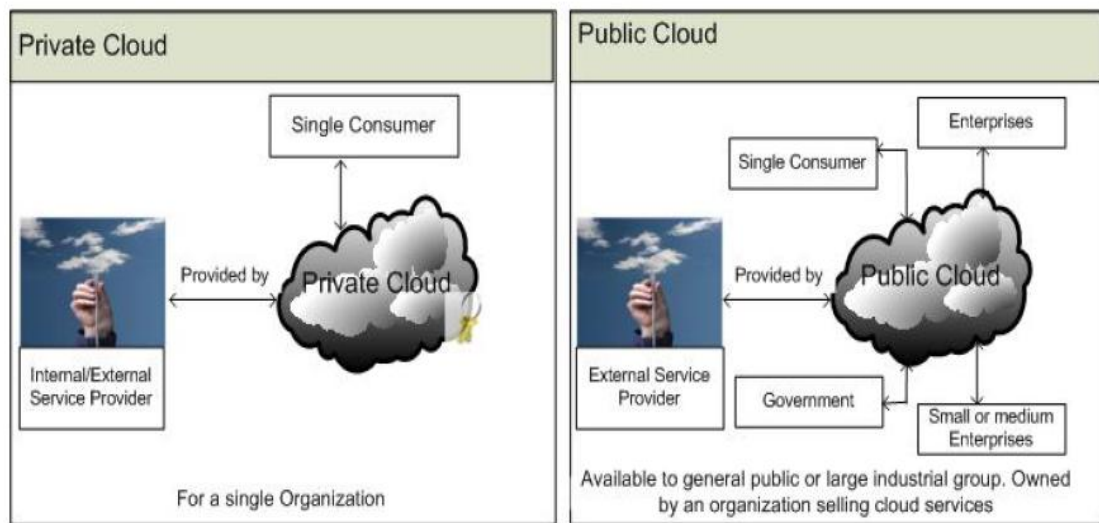 Private Cloud
Single Consumer
Provided by
Private Cloud
Internal/External
Service Provider
For a single Organization
Public Cloud
Enterprises
Single Consumer
Provided by
Public Cloud
External Service
Provider
Government
Small or medium
Enterprises
Available to general public or large industrial group. Owned
by an organization selling cloud services